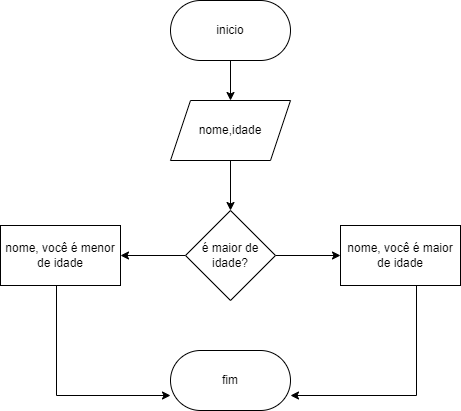 inicio
nome,idade
é maior de
idade?
nome, você é menor
de idade
nome, você é maior
de idade
fim